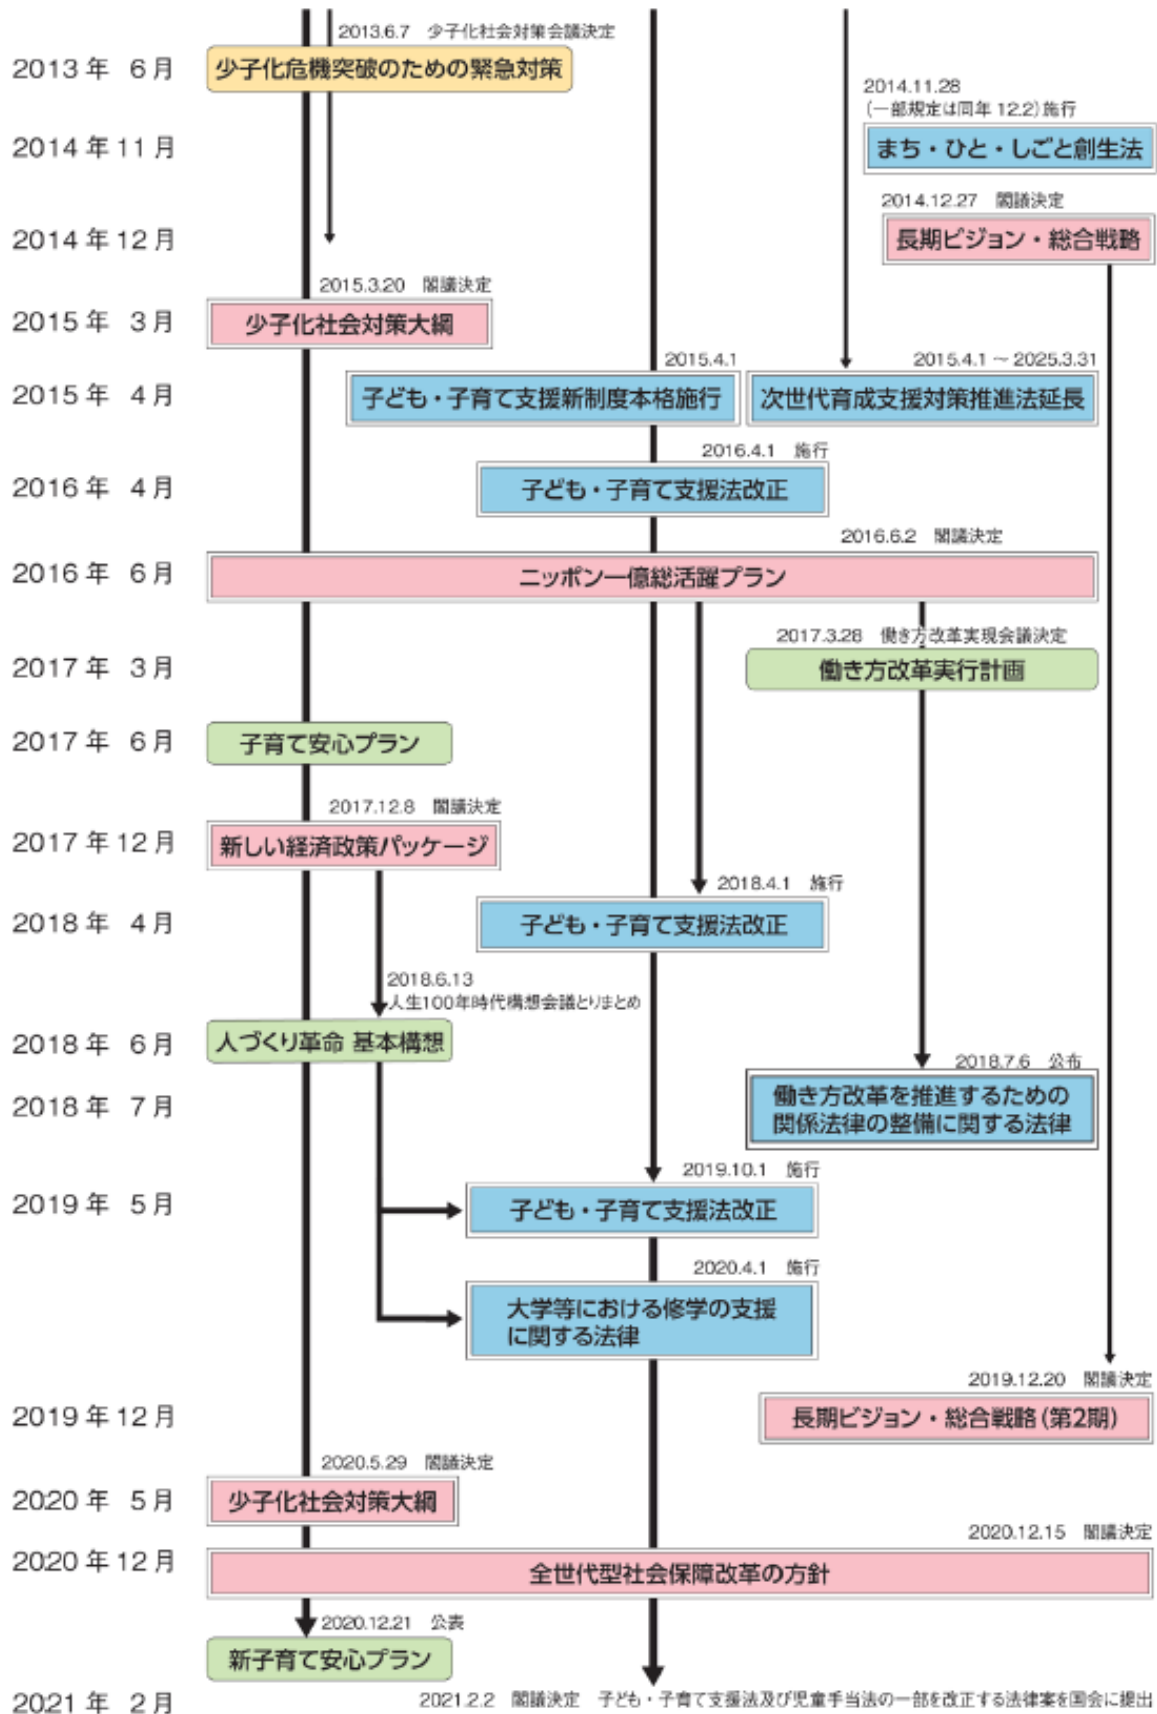 2013.6.7 少子化社会対策会議決定
2013年 6月
少子化危機突破のための緊急対策
2014.11.28
(一部規定は同年12.2)施行
2014年11月
まち・ひと・しごと創生法
2014.12.27 閣議決定
2014年12月
長期ビジョン・総合戦略
2015.3.20 閣議決定
2015年 3月
少子化社会対策大綱
2015.4.1
2015.4.1 〜 2025.3.31
2015年 4月
子ども・子育て支援新制度本格施行
次世代育成支援対策推進法延長
2016.4.1 施行
2016年 4月
子ども・子育て支援法改正
2016.6.2 閣議決定
2016年 6月
ニッポン一億総活躍プラン
2017.3.28 働き方改革実現会議決定
2017年 3月
働き方改革実行計画
2017年 6月
子育て安心プラン
2017.12.8 閣議決定
2017年12月
新しい経済政策パッケージ
2018.4.1 施行
2018年 4月
子ども・子育て支援法改正
2018.6.13
人生100年時代構想会議とりまとめ
2018年 6月
人づくり革命 基本構想
2018.7.6 公布
2018年 7月
働き方改革を推進するための
関係法律の整備に関する法律
2019.10.1 施行
2019年 5月
子ども・子育て支援法改正
2020.4.1 施行
大学等における修学の支援
に関する法律
2019.12.20 閣議決定
2019年12月
長期ビジョン・総合戦略(第2期)
2020.5.29 閣議決定
2020年 5月
少子化社会対策大綱
2020.12.15 閣議決定
2020年12月
全世代型社会保障改革の方針
2020.12.21 公表
新子育て安心プラン
2021年 2月
2021.2.2 閣議決定 子ども・子育て支援法及び児童手当法の一部を改正する法律案を国会に提出